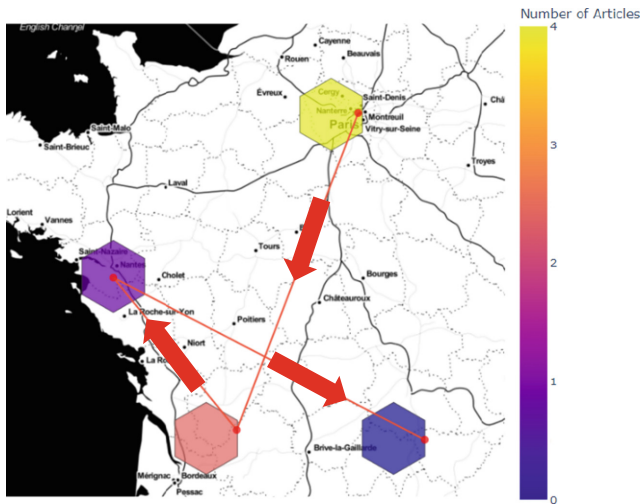 Number of Articles
English Channel
Cayenne
Beauvais
Rouen
4
Évreux
Cergy
Saint-Denis
Nanterre
Montreuil
Paris
Vitry-sur-Seine
Saint-Malo
Saint-Brieuc
3
Troyes
Laval
Lorient
Vannes
Tours
Saint-Nazaire
Nantes
2
Cholet
Bourges
Châteauroux
La Roche-sur-Yon
Poitiers
Niort
1
La Ro
Brive-la-Gaillarde
Mérignac
Bordeaux
Pessac
0